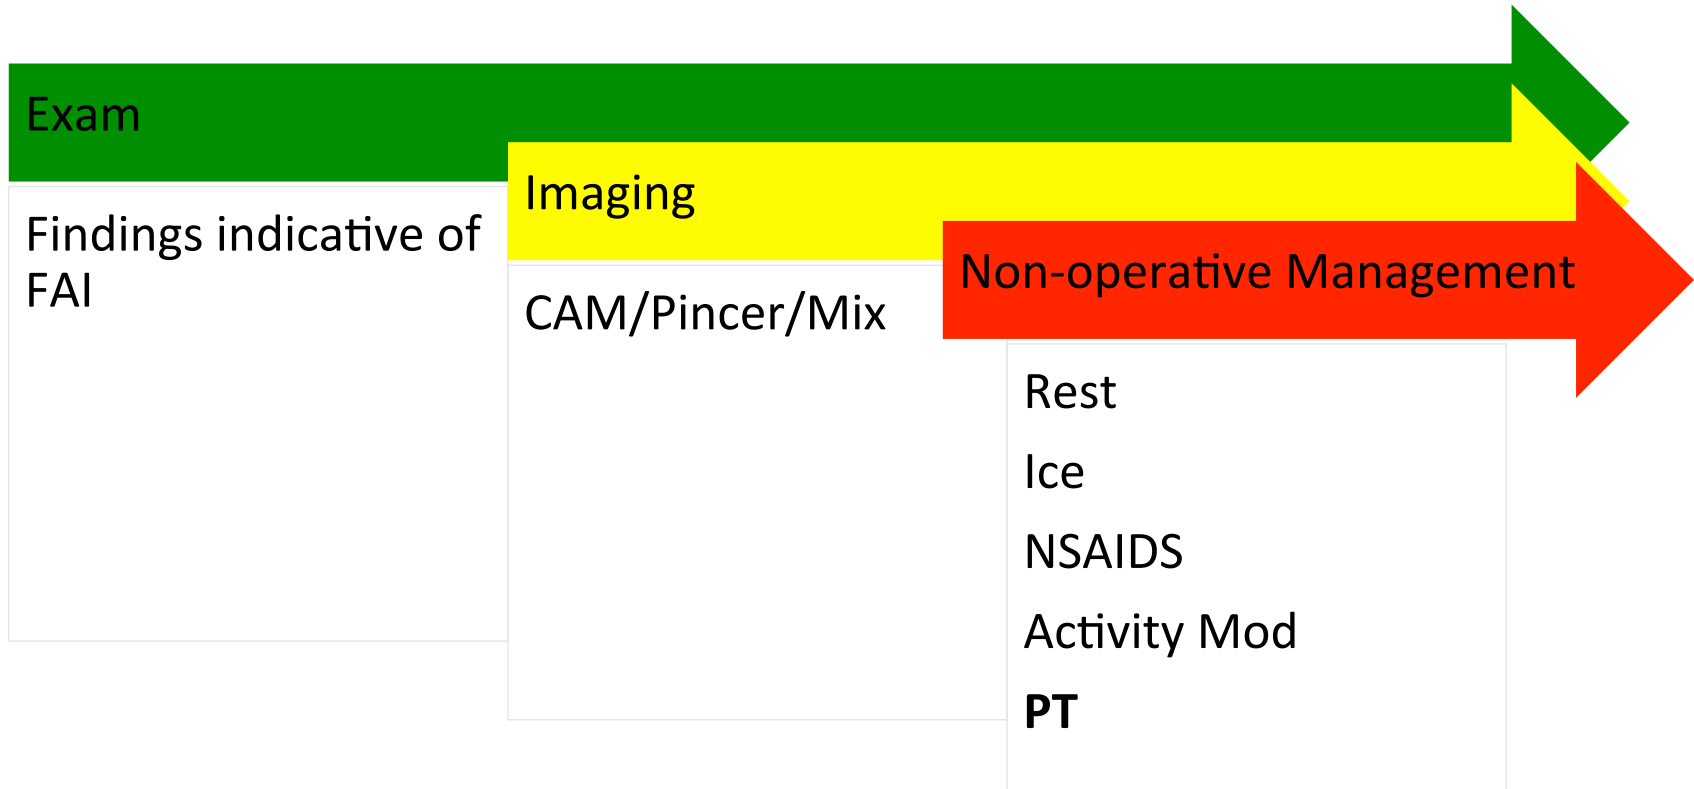 Exam
Findings indicative of
FAI
Imaging
CAM/Pincer/Mix
Non-operative Management
Rest
Ice
NSAIDS
Activity Mod
PT